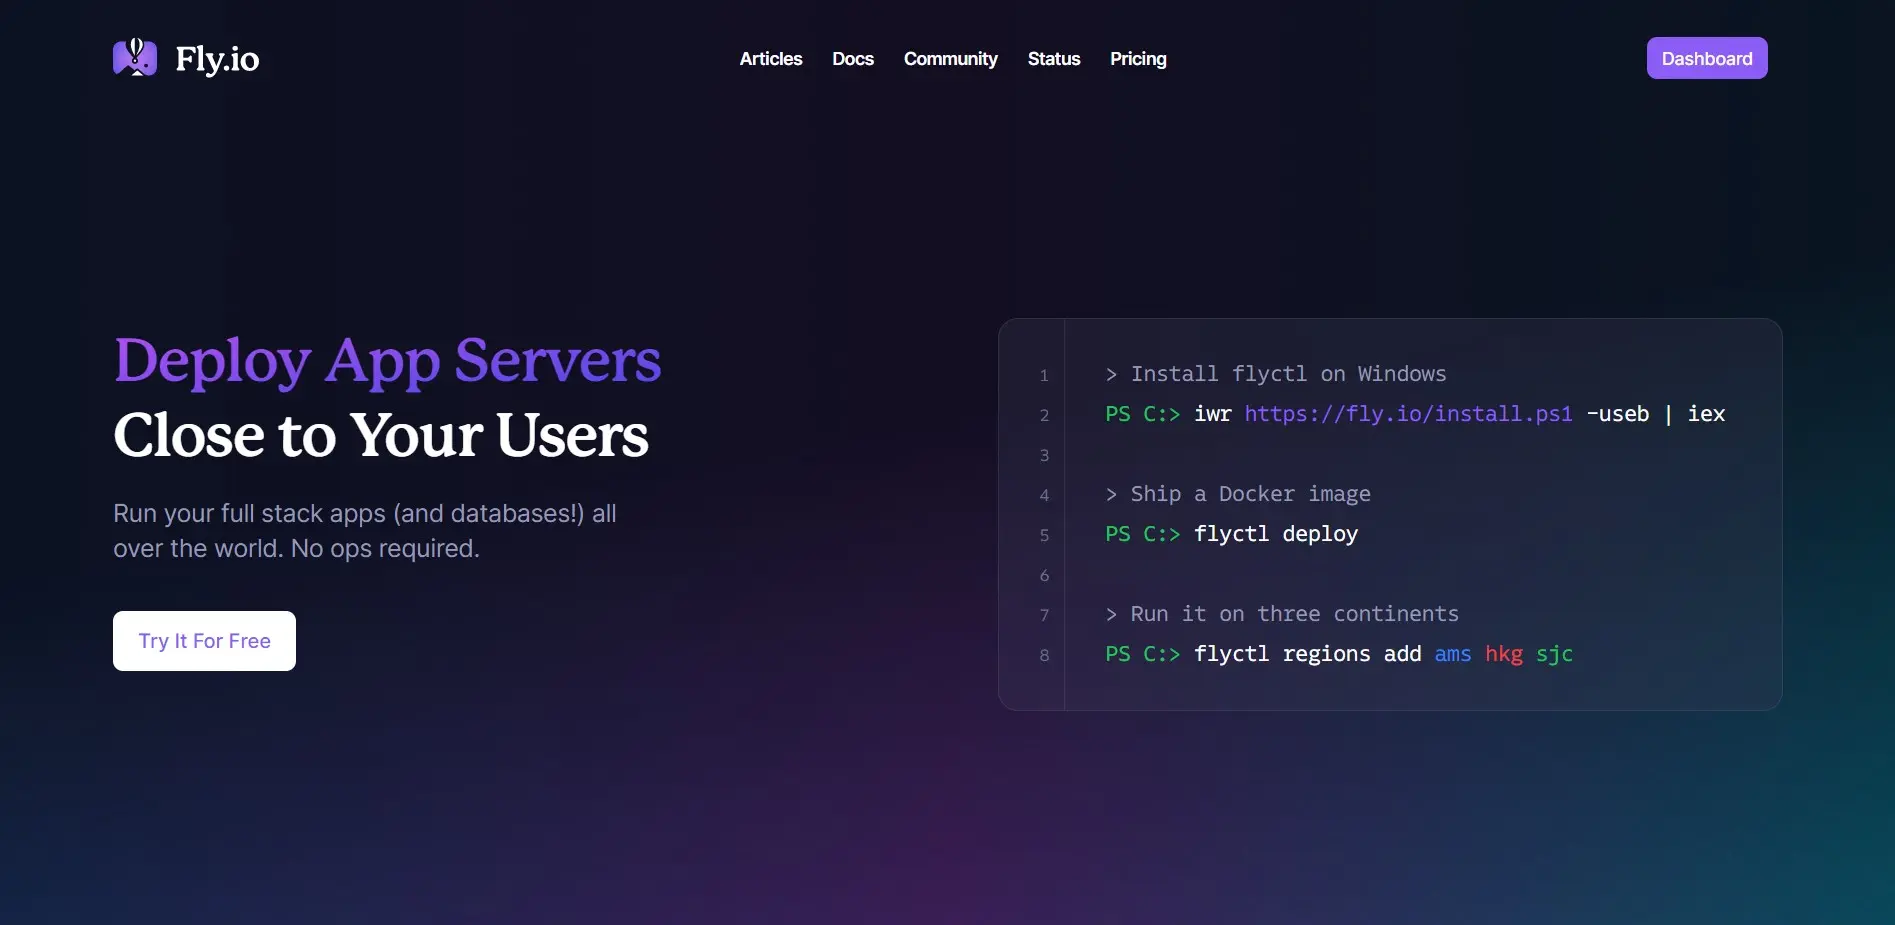 Fly.io
Articles Docs Community Status Pricing
Dashboard
Deploy App Servers
Close to Your Users
Run your full stack apps (and databases!) all
over the world. No ops required.
Try It For Free
1 > Install flyctl on Windows
2 PS C:> iwr https://fly.io/install.ps1 -useb | iex
3
4 > Ship a Docker image
5 PS C:> flyctl deploy
6
7 > Run it on three continents
8 PS C:> flyctl regions add ams hkg sjc